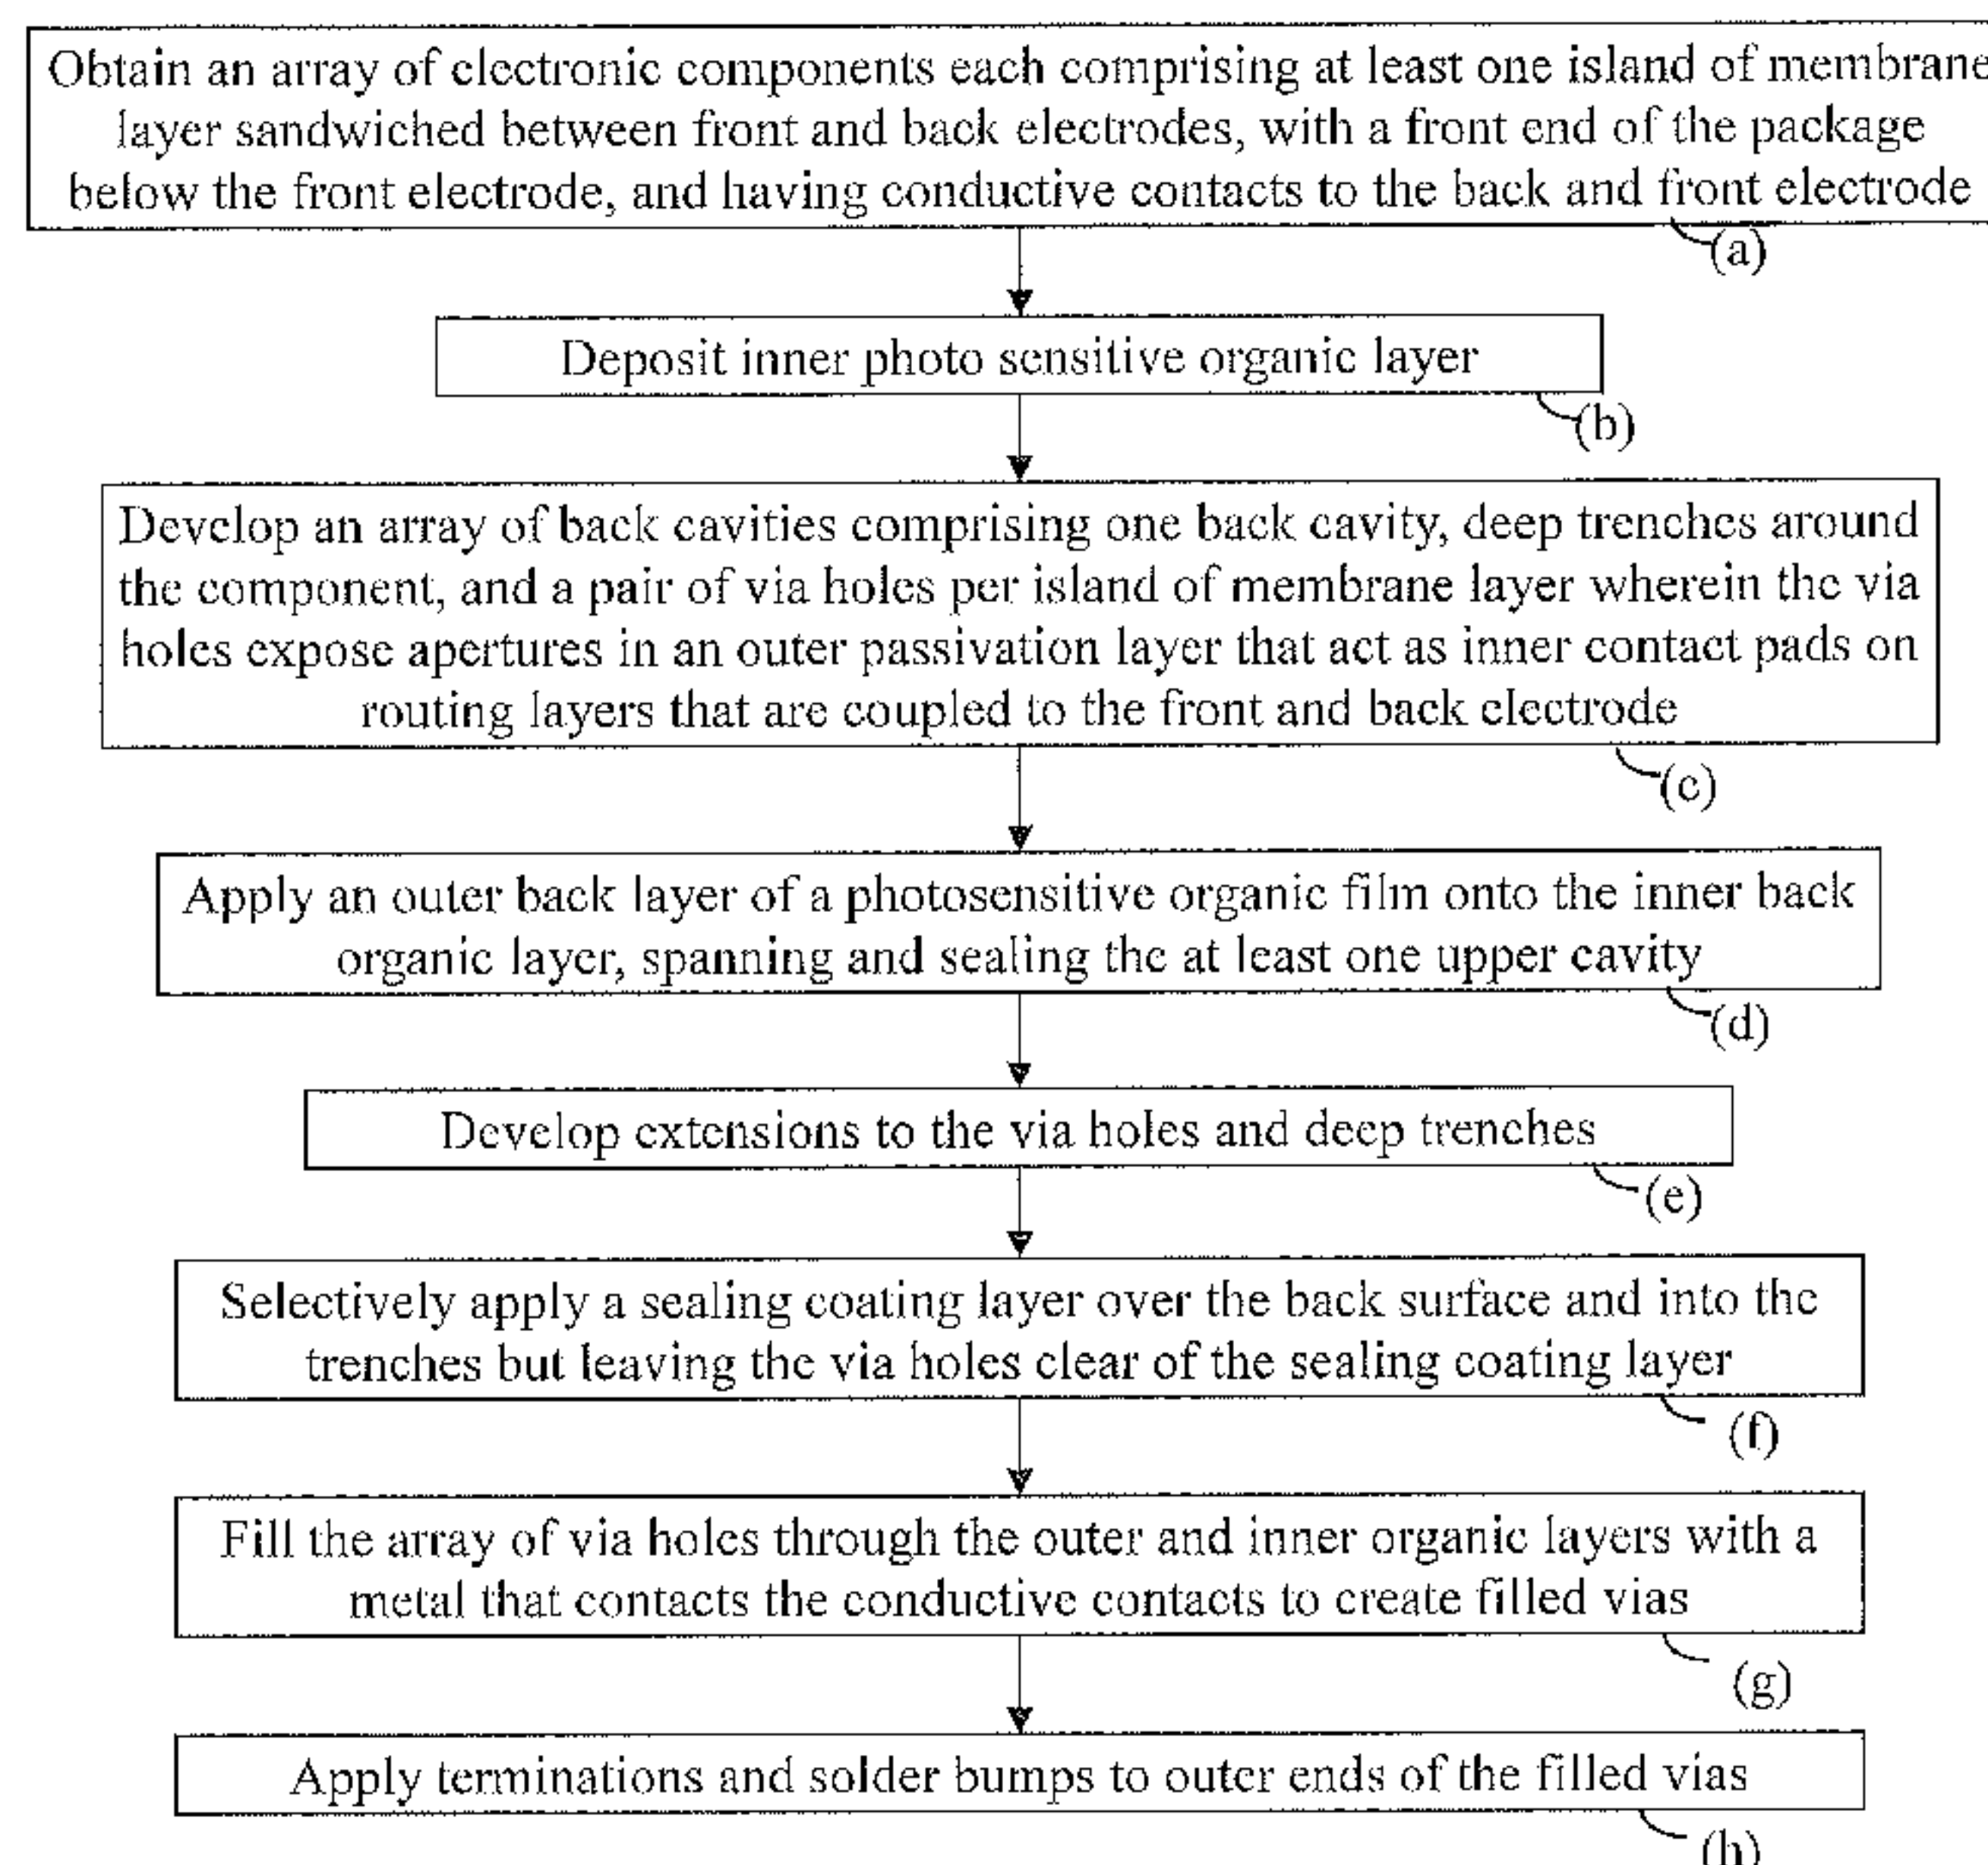 Obtain an array of electronic components each comprising at least one island of membrane
layer sandwiched between front and back electrodes, with a front end of the package
below the front electrode, and having conductive contacts to the back and front electrode
(a)
Deposit inner photo sensitive organic layer
(b)
Develop an array of back cavities comprising one back cavity, deep trenches around
the component, and a pair of via holes per island of membrane layer wherein the via
holes expose apertures in an outer passivation layer that act as inner contact pads on
routing layers that are coupled to the front and back electrode
(c)
Apply an outer back layer of a photosensitive organic film onto the inner back
organic layer, spanning and sealing the at least one upper cavity
(d)
Develop extensions to the via holes and deep trenches
(e)
Selectively apply a sealing coating layer over the back surface and into the
trenches but leaving the via holes clear of the sealing coating layer
(f)
Fill the array of via holes through the outer and inner organic layers with a
metal that contacts the conductive contacts to create filled vias
(g)
Apply terminations and solder bumps to outer ends of the filled vias
(h)